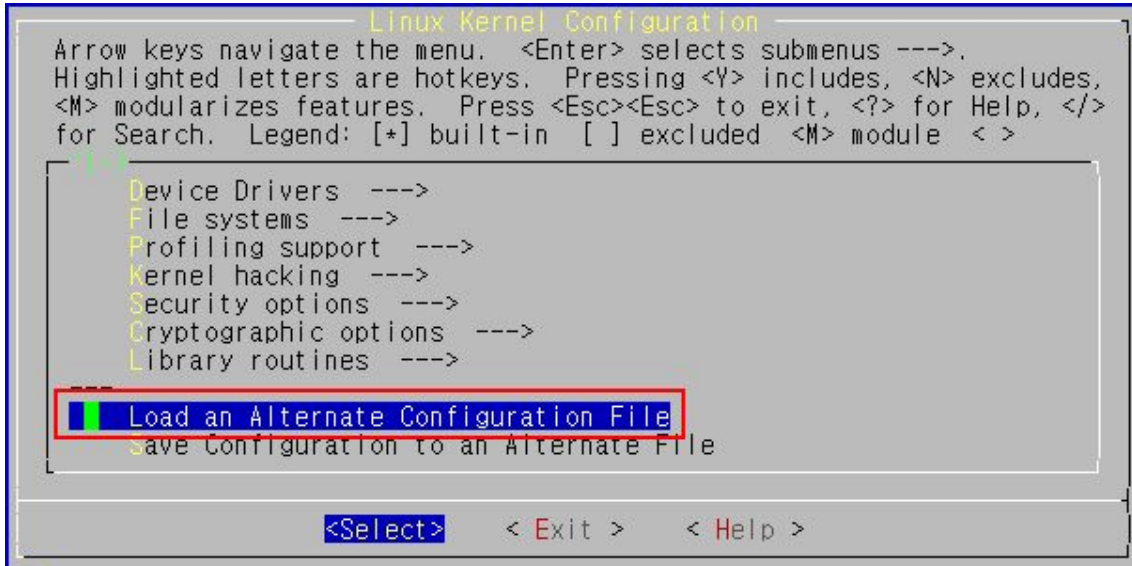 Linux Kernel Configuration
Arrow keys navigate the menu. <Enter> selects submenus --->.
Highlighted letters are hotkeys. Pressing <Y> includes, <N> excludes,
<M> modularizes features. Press <Esc><Esc> to exit, <?> for Help, </>
for Search. Legend: [*] built-in [ ] excluded <M> module < >
Device Drivers --->
File systems --->
Profiling support --->
Kernel hacking --->
Security options --->
Cryptographic options --->
Library routines --->
---
Load an Alternate Configuration File
Save Configuration to an Alternate File
<Select> < Exit > < Help >